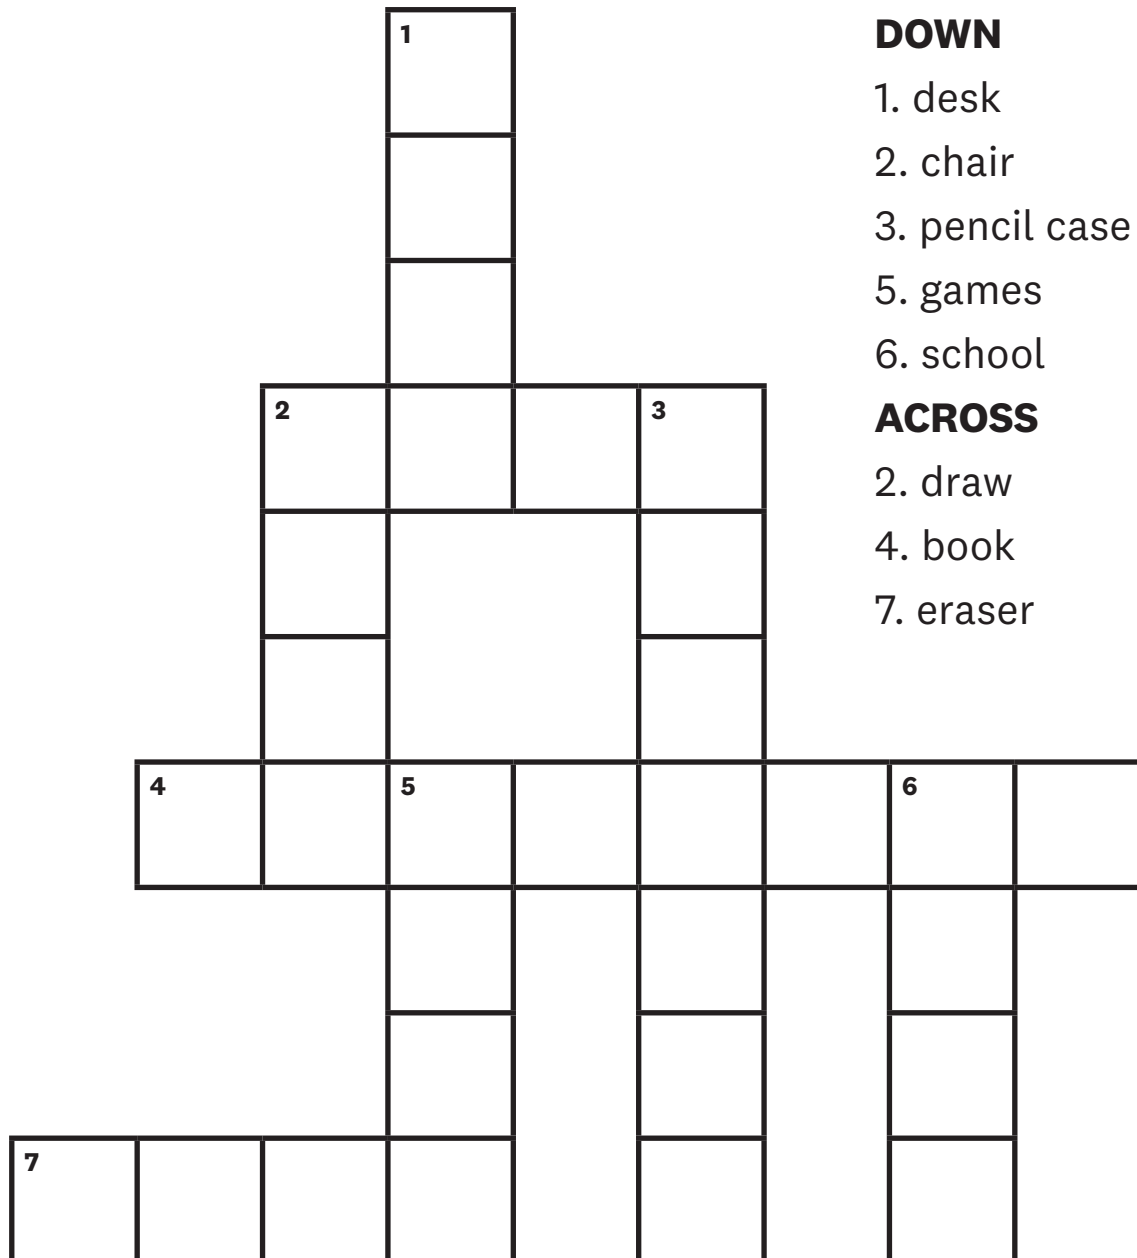 1
DOWN
1. desk
2. chair
3. pencil case
5. games
6. school
2 3
ACROSS
2. draw
4. book
7. eraser
4 5 6
7